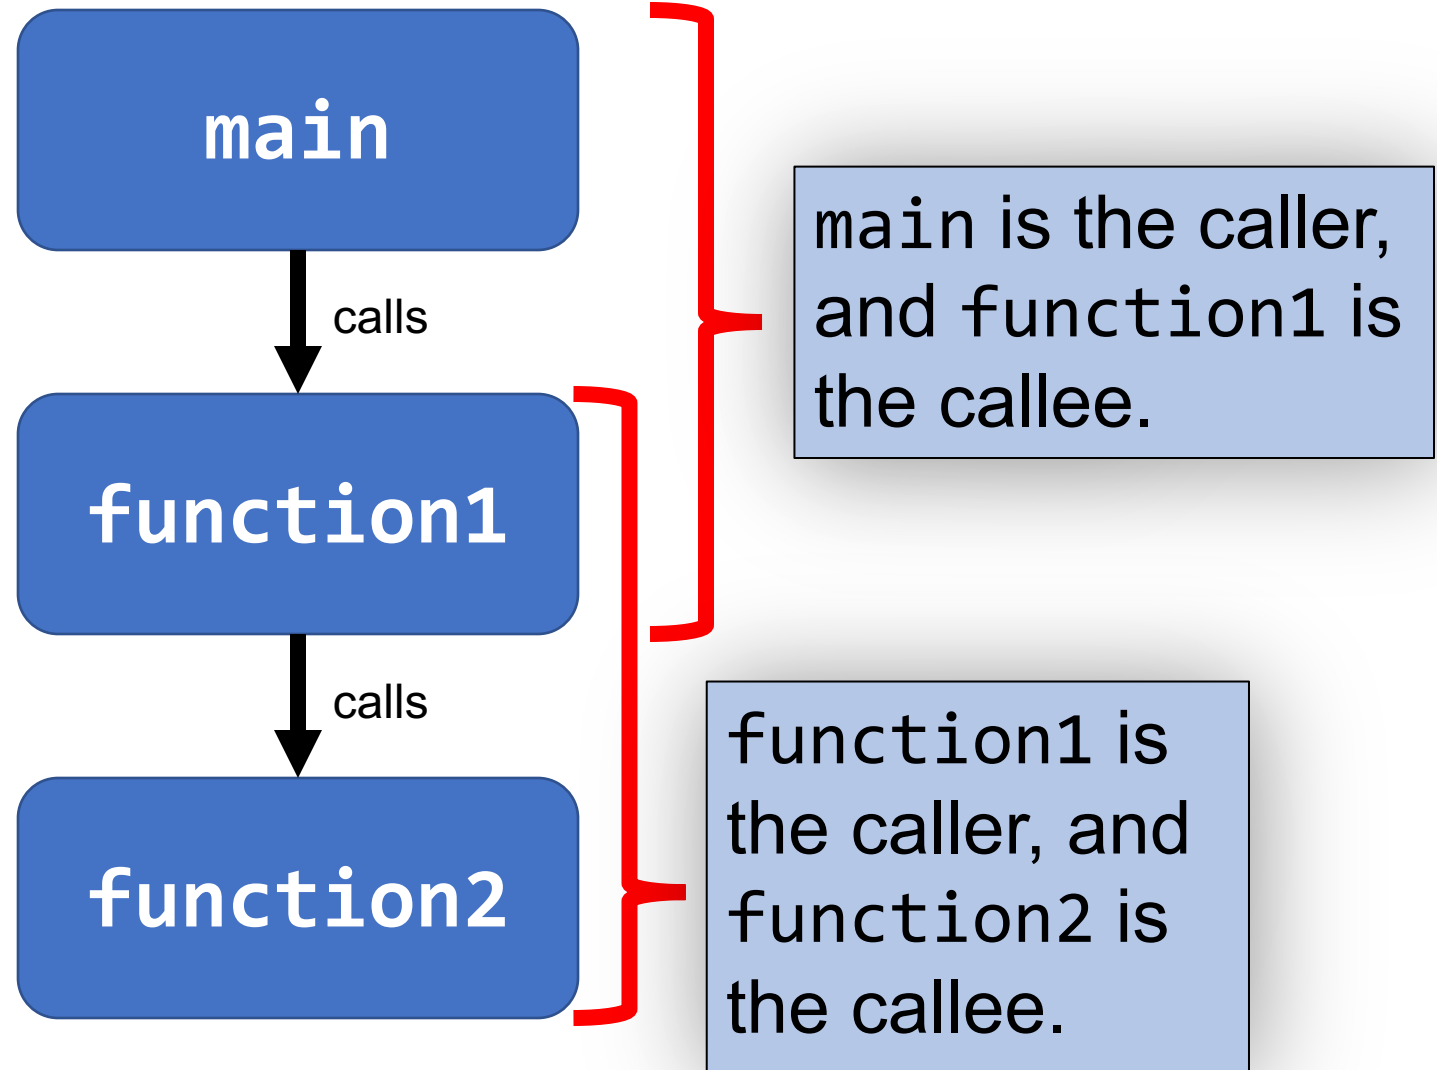 main
calls
main is the caller,
and function1 is
the callee.
function1
calls
function1 is
the caller, and
function2 is
the callee.
function2